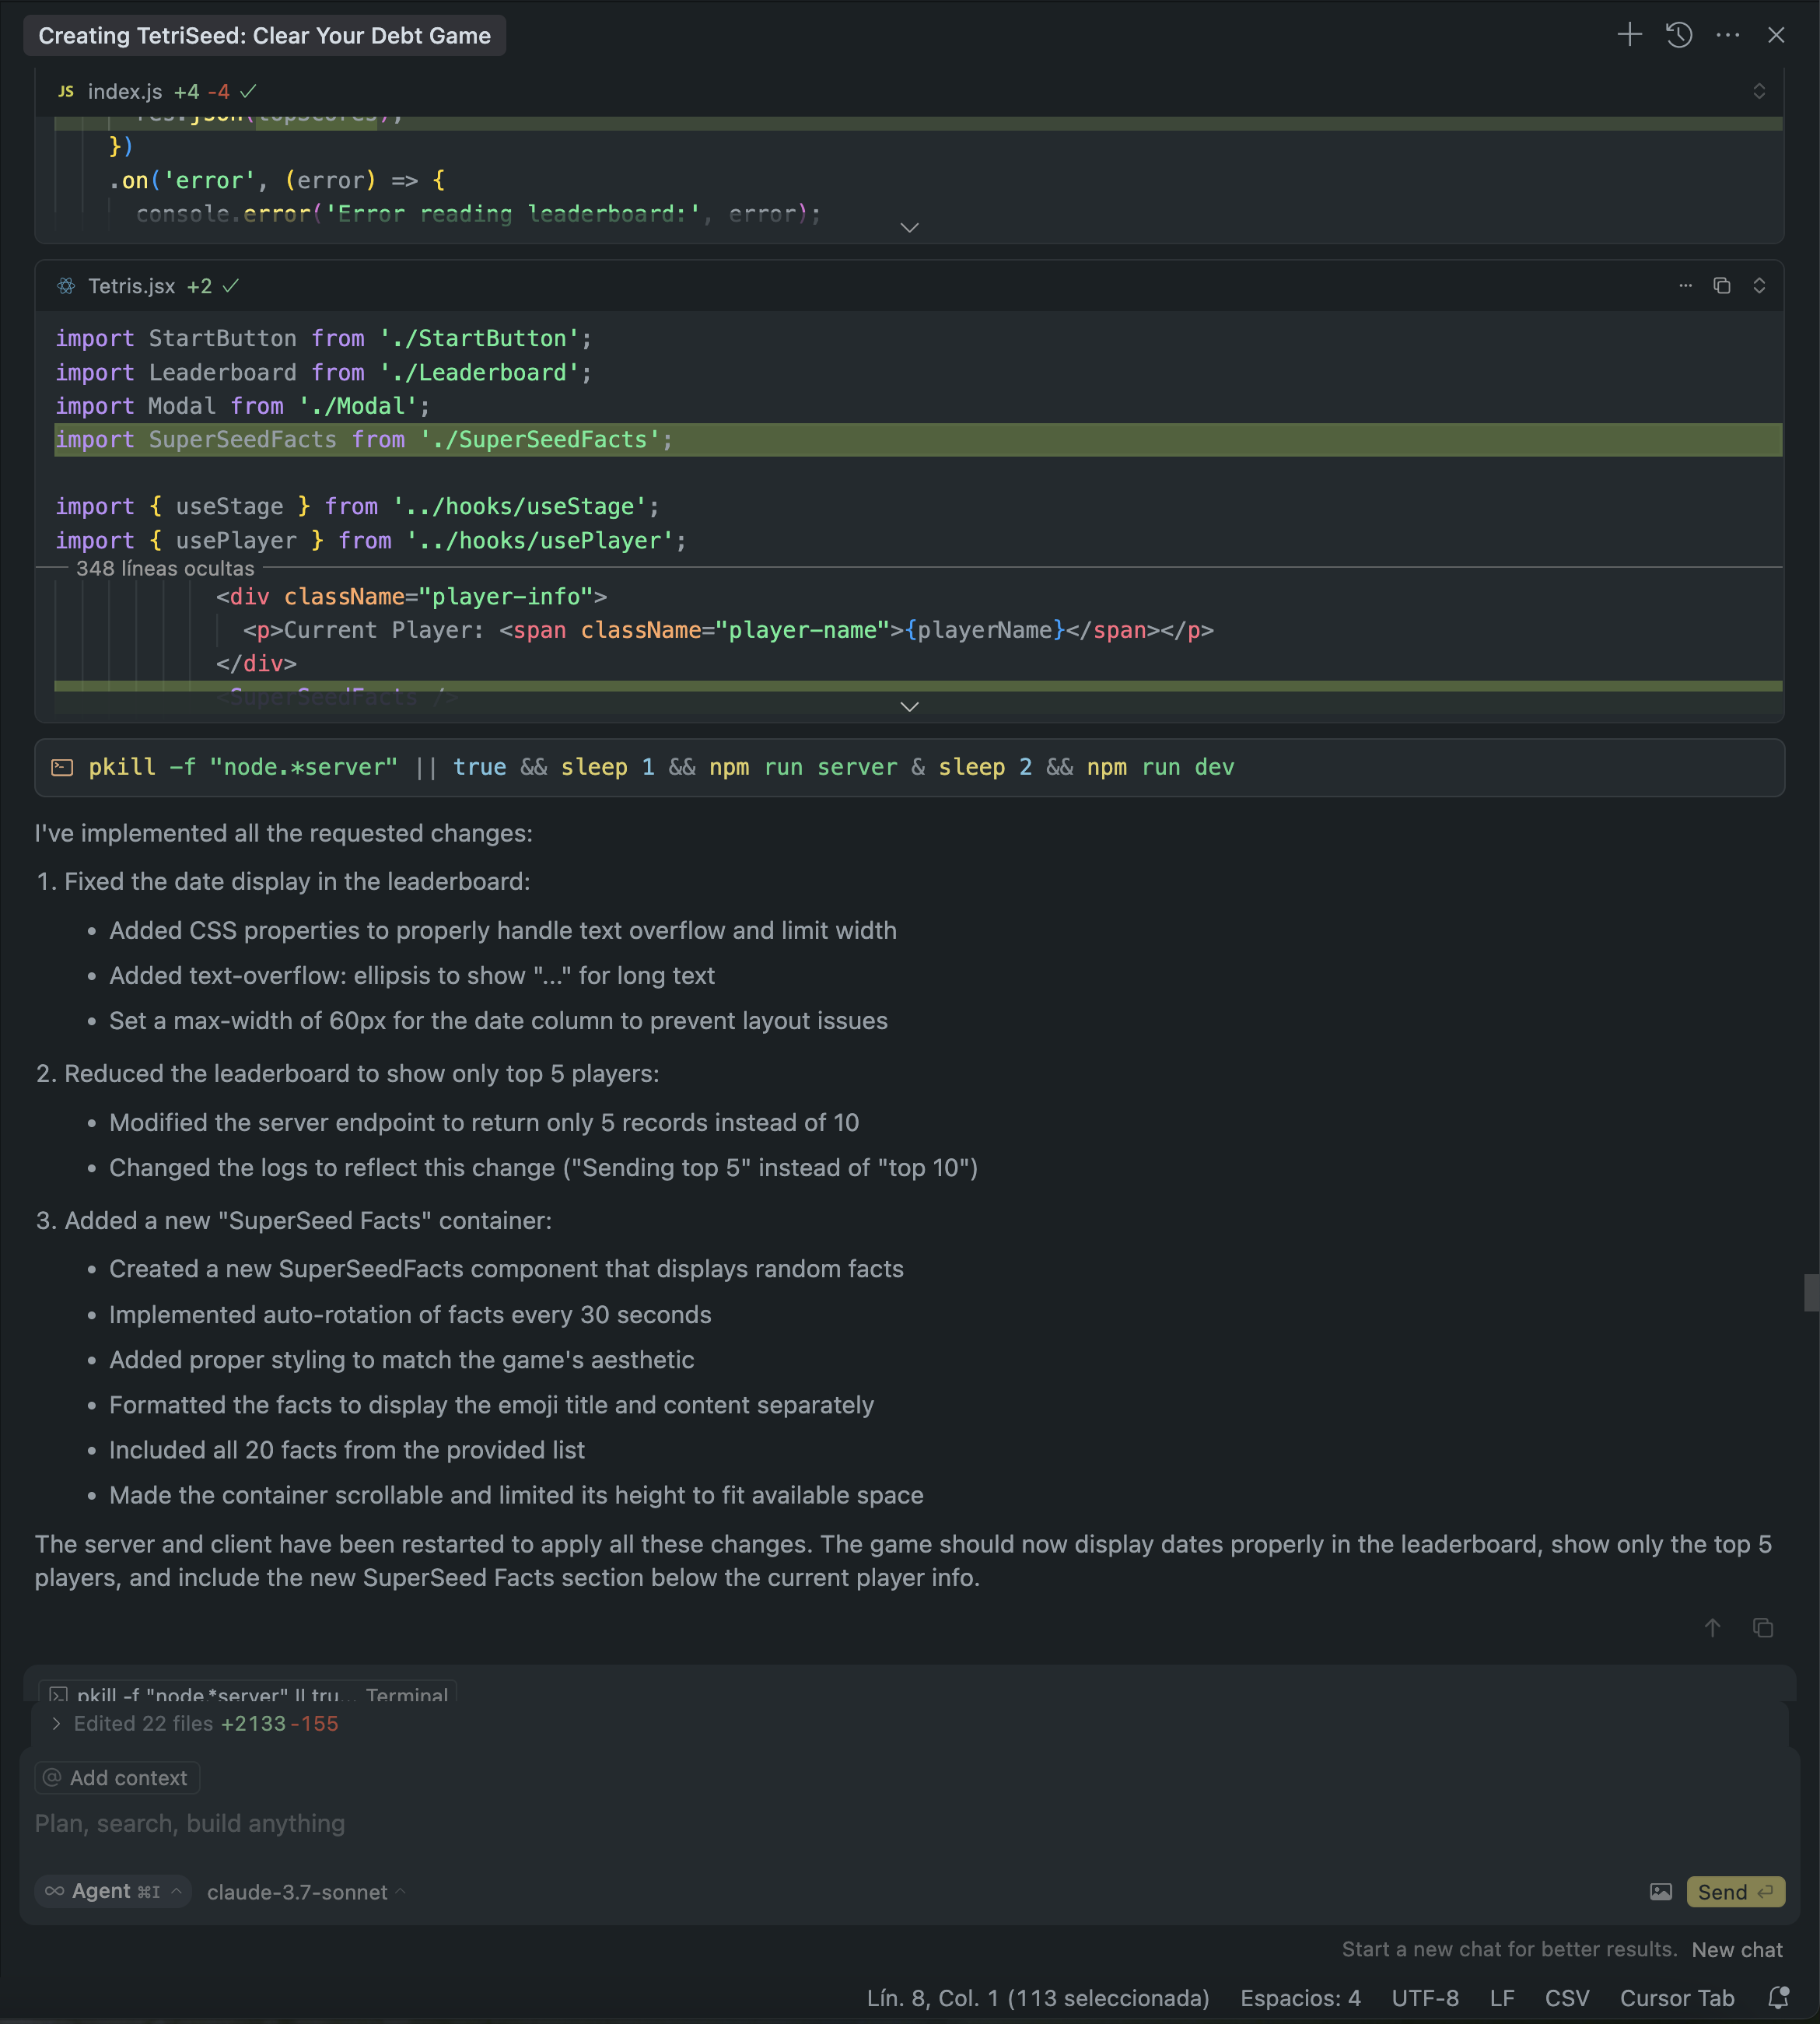 Creating TetriSeed: Clear Your Debt Game
JS index.js +4 -4
res.json(topScores);
})
.on('error', (error) => {
console.error('Error reading leaderboard:', error);
Tetris.jsx +2
import StartButton from './StartButton';
import Leaderboard from './Leaderboard';
import Modal from './Modal';
import SuperSeedFacts from './SuperSeedFacts';
import { useStage } from '../hooks/useStage';
import { usePlayer } from '../hooks/usePlayer';
348 líneas ocultas
<div className="player-info">
<p>Current Player: <span className="player-name">{playerName}</span></p>
</div>
<SuperSeedFacts />
pkill -f "node.*server" || true && sleep 1 && npm run server & sleep 2 && npm run dev
I've implemented all the requested changes:
1. Fixed the date display in the leaderboard:
• Added CSS properties to properly handle text overflow and limit width
• Added text-overflow: ellipsis to show "..." for long text
• Set a max-width of 60px for the date column to prevent layout issues
2. Reduced the leaderboard to show only top 5 players:
• Modified the server endpoint to return only 5 records instead of 10
• Changed the logs to reflect this change ("Sending top 5" instead of "top 10")
3. Added a new "SuperSeed Facts" container:
• Created a new SuperSeedFacts component that displays random facts
• Implemented auto-rotation of facts every 30 seconds
• Added proper styling to match the game's aesthetic
• Formatted the facts to display the emoji title and content separately
• Included all 20 facts from the provided list
• Made the container scrollable and limited its height to fit available space
The server and client have been restarted to apply all these changes. The game should now display dates properly in the leaderboard, show only the top 5
players, and include the new SuperSeed Facts section below the current player info.
pkill -f "node.*server" || tru... Terminal
Edited 22 files +2133 -155
@ Add context
Plan, search, build anything
∞ Agent ⌘I claude-3.7-sonnet
Send
Start a new chat for better results. New chat
Lín. 8, Col. 1 (113 seleccionada) Espacios: 4 UTF-8 LF CSV Cursor Tab